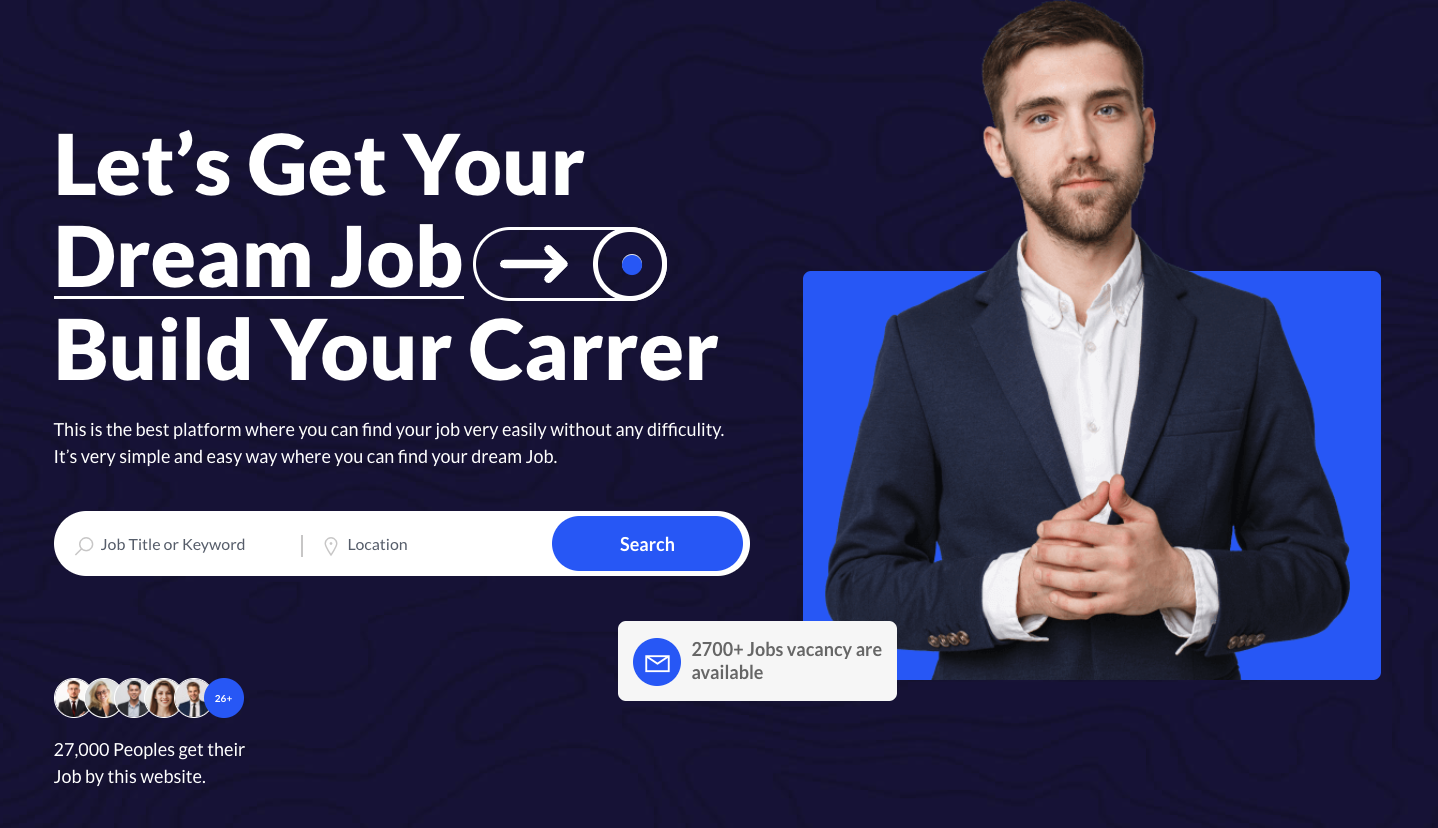 Let’s Get Your
Dream Job
Build Your Carrer
This is the best platform where you can find your job very easily without any difficulity.
It’s very simple and easy way where you can find your dream Job.
Job Title or Keyword
Location
Search
2700+ Jobs vacancy are
available
26+
27,000 Peoples get their
Job by this website.